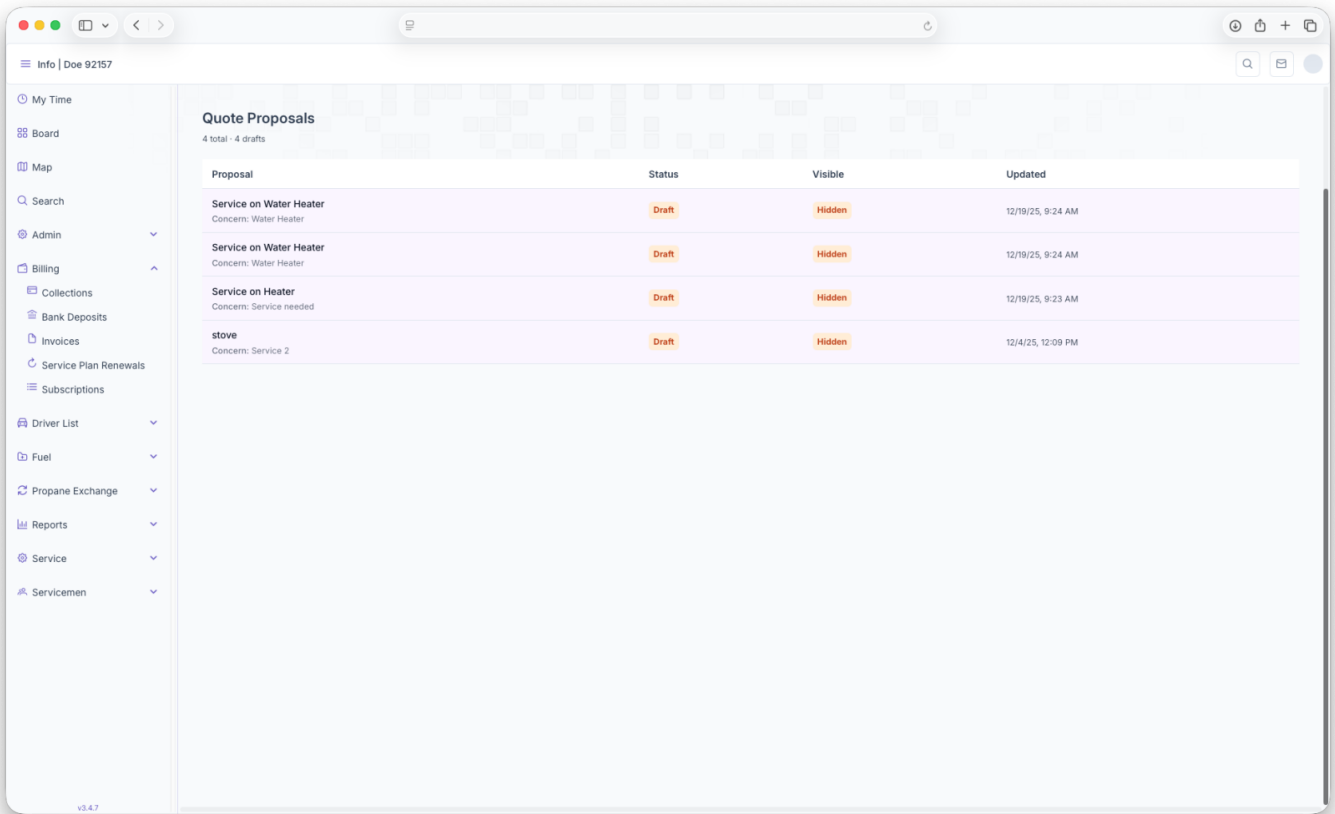 Info | Doe 92157
My Time
Board
Map
Search
Admin
Billing
Collections
Bank Deposits
Invoices
Service Plan Renewals
Subscriptions
Driver List
Fuel
Propane Exchange
Reports
Service
Servicemen
v3.4.7
Quote Proposals
4 total · 4 drafts
Proposal Status Visible Updated
Service on Water Heater
Concern: Water Heater
Draft Hidden 12/19/25, 9:24 AM
Service on Water Heater
Concern: Water Heater
Draft Hidden 12/19/25, 9:24 AM
Service on Heater
Concern: Service needed
Draft Hidden 12/19/25, 9:23 AM
stove
Concern: Service 2
Draft Hidden 12/4/25, 12:09 PM